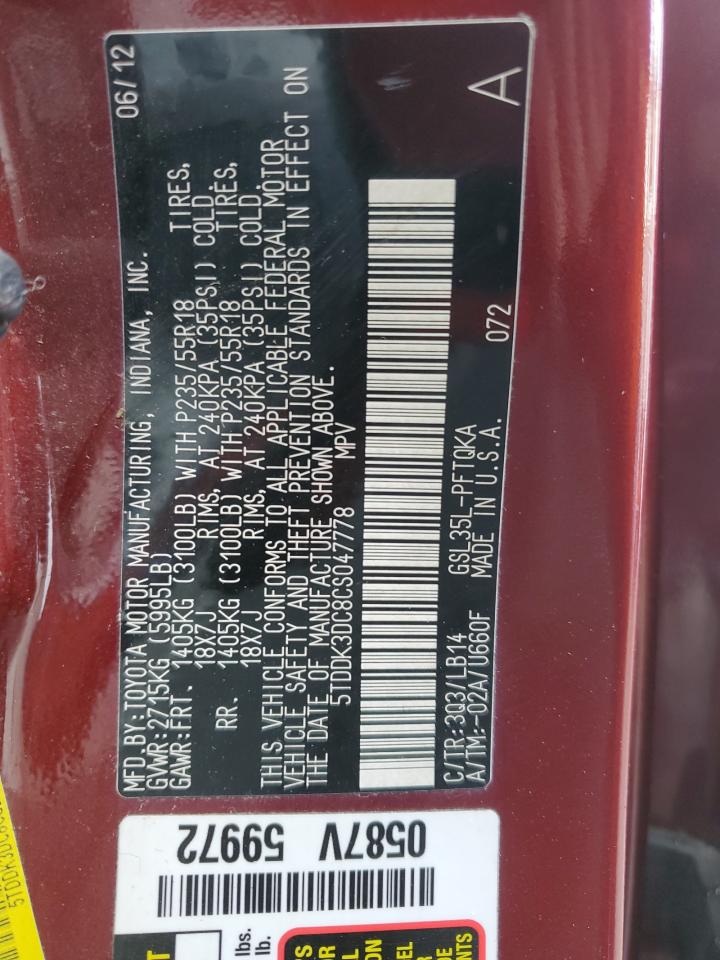 MFD.BY:TOYOTA MOTOR MANUFACTURING, INDIANA, INC. 06/12
GVWR:2715KG (5995LB)
GAWR:FRT. 1405KG (3100LB) WITH P235/55R18 TIRES,
18X7J RIMS, AT 240KPA (35PSI) COLD.
RR. 1405KG (3100LB) WITH P235/55R18 TIRES,
18X7J RIMS, AT 240KPA (35PSI) COLD.
THIS VEHICLE CONFORMS TO ALL APPLICABLE FEDERAL MOTOR
VEHICLE SAFETY AND THEFT PREVENTION STANDARDS IN EFFECT ON
THE DATE OF MANUFACTURE SHOWN ABOVE.
5TDDK3DC8CS047778 MPV
A
C/TR:3Q3/LB14 GSL35L-PFTQKA 072
A/TM:-02A/U660F MADE IN U.S.A.
0587V
59972
lbs.
lb.